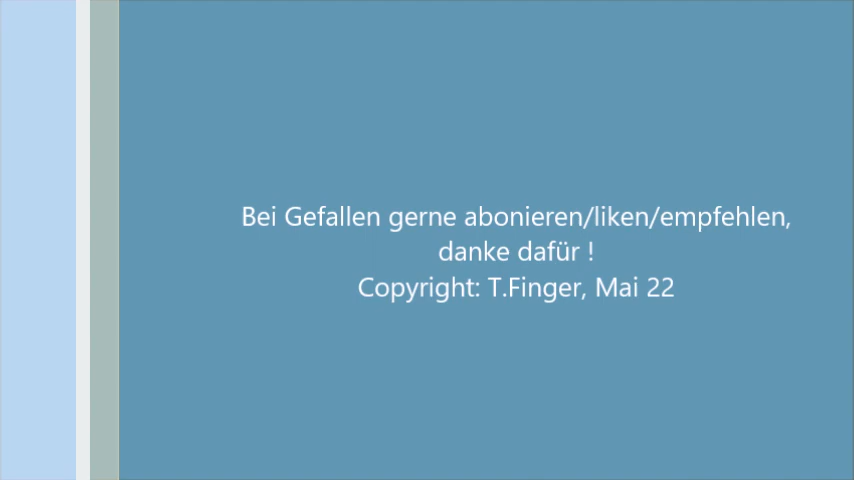 Bei Gefallen gerne abonieren/liken/empfehlen,
danke dafür !
Copyright: T.Finger, Mai 22